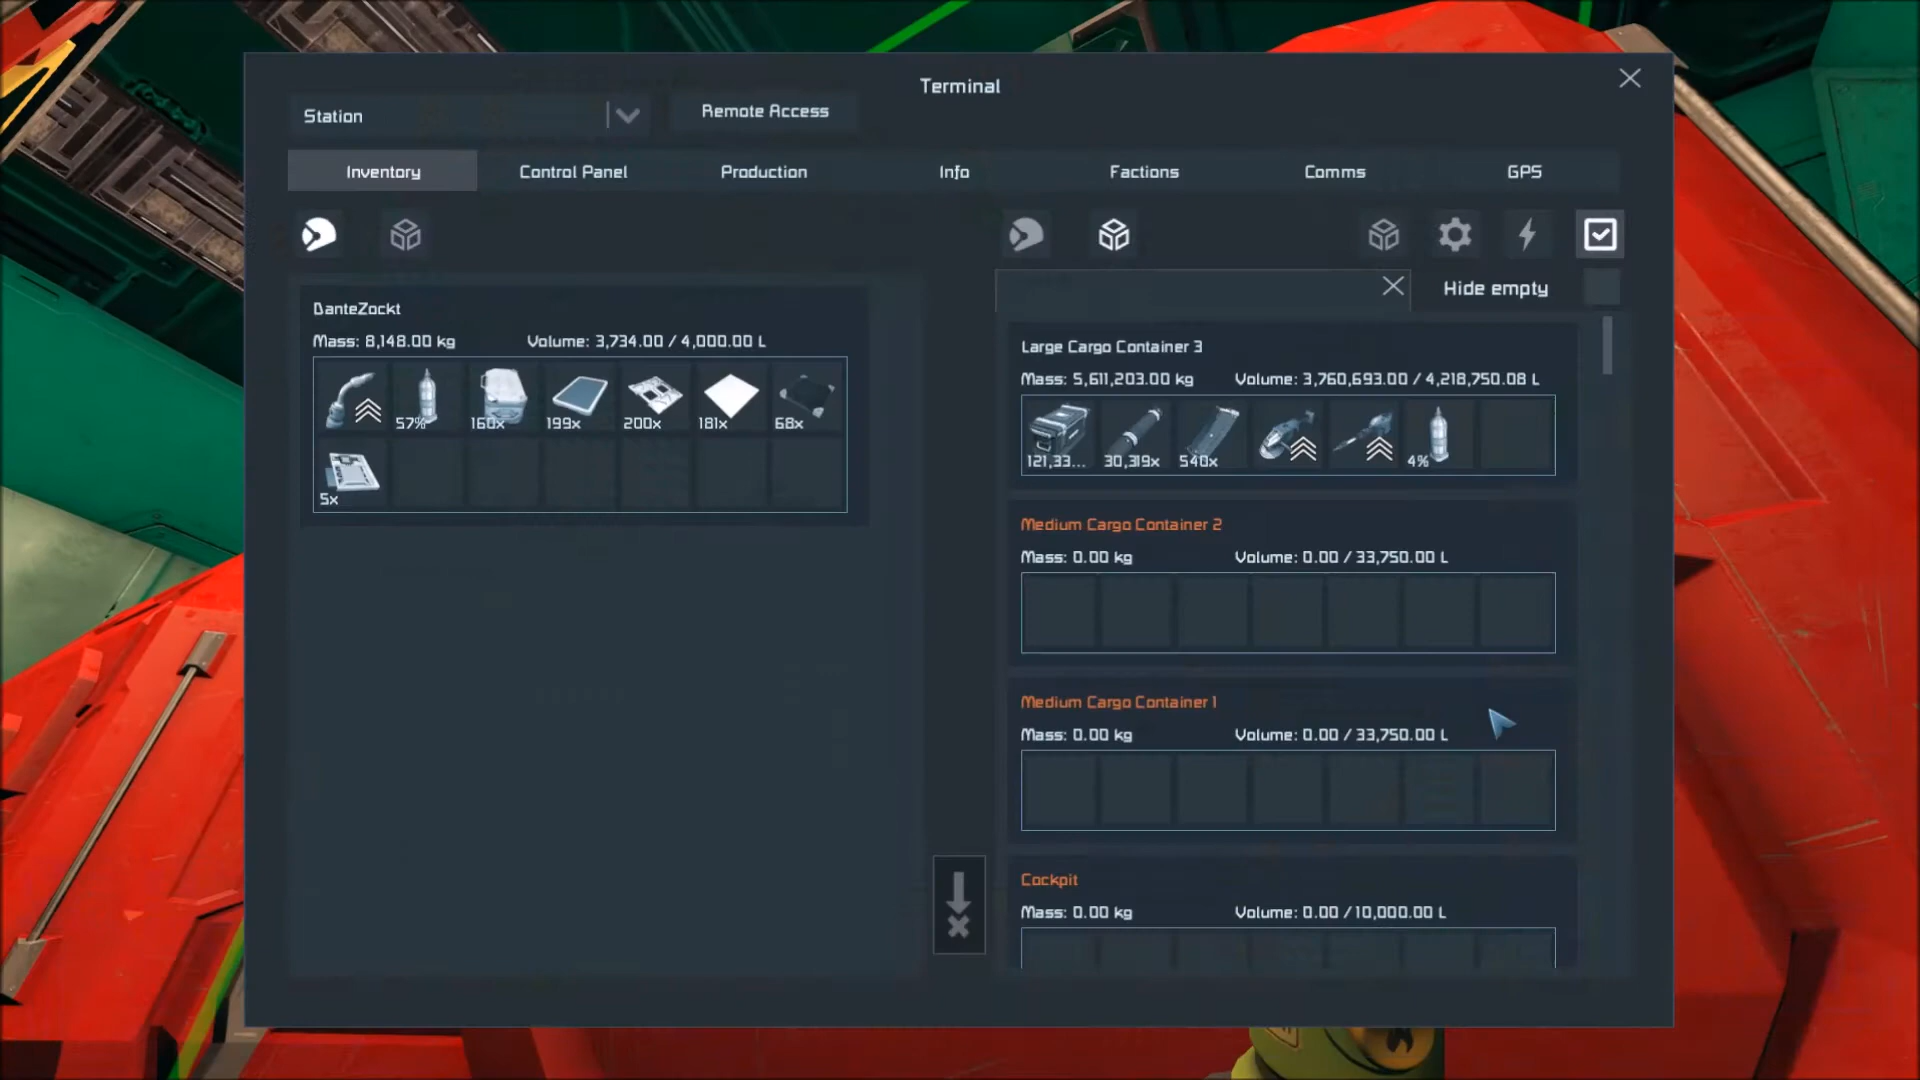 Terminal
Station
Remote Access
Inventory
Control Panel
Production
Info
Factions
Comms
GPS
Hide empty
DanteZockt
Mass: 8,148.00 kg
Volume: 3,734.00 / 4,000.00 L
57%
160x
199x
200x
181x
68x
5x
Large Cargo Container 3
Mass: 5,611,203.00 kg
Volume: 3,760,693.00 / 4,218,750.08 L
121,33...
30,319x
540x
4%
Medium Cargo Container 2
Mass: 0.00 kg
Volume: 0.00 / 33,750.00 L
Medium Cargo Container 1
Mass: 0.00 kg
Volume: 0.00 / 33,750.00 L
Cockpit
Mass: 0.00 kg
Volume: 0.00 / 10,000.00 L